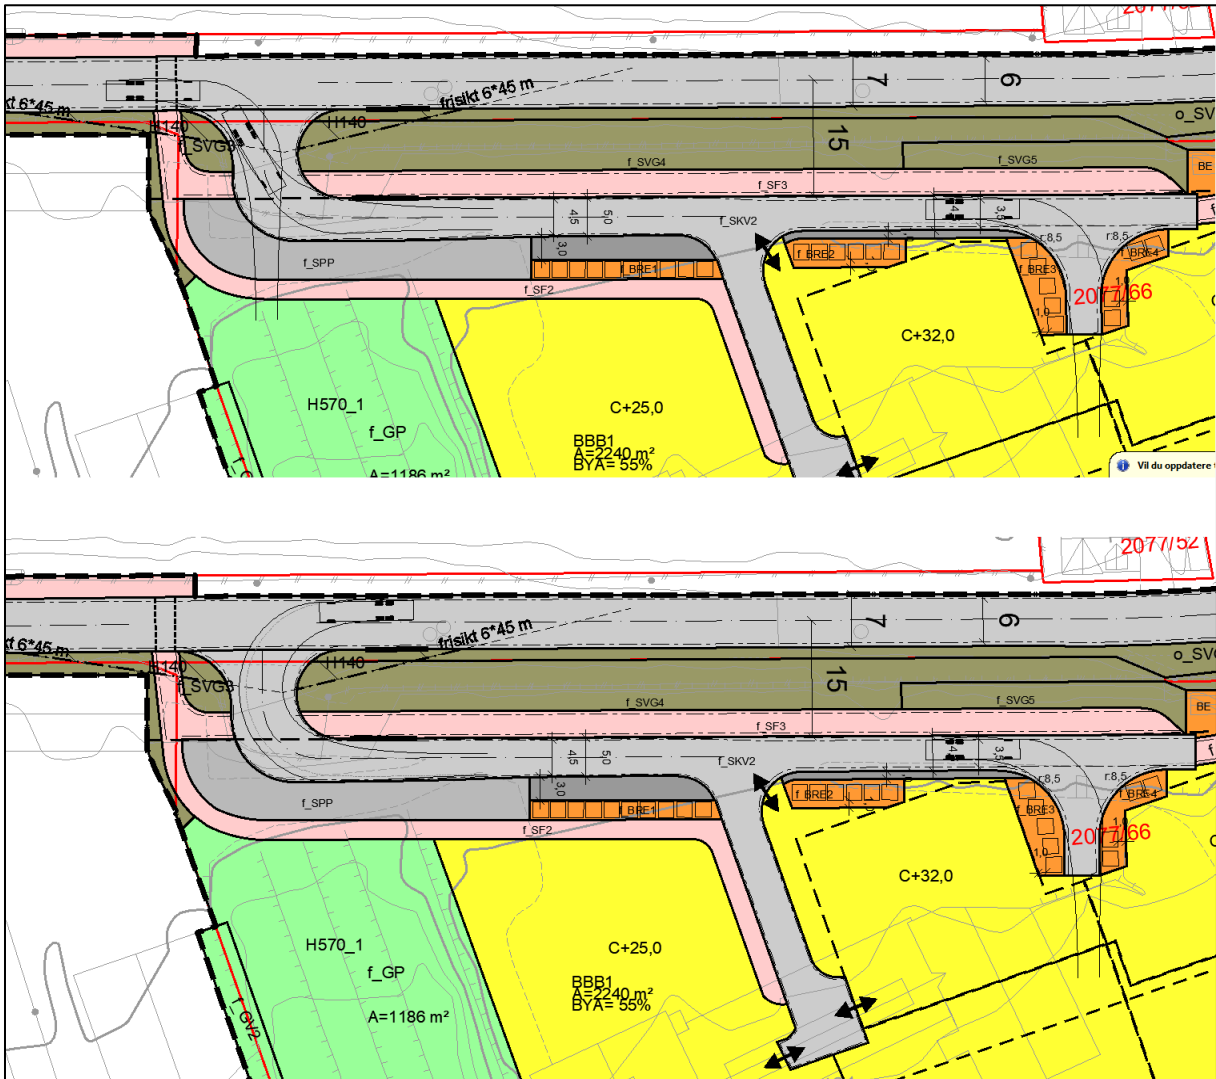 2077/52
kt 6*45 m
frisikt 6*45 m
7
6
H140
H140
15
o_SV
f_SVG3
f_SVG4
f_SVG5
BE
f_SF3
4,5
5,0
f_SKV2
3,5
3,0
r:8,5
r:8,5
f_SPP
f_BRE1
f_BRE2
f_BRE3
f_BRE4
f_SF2
2077/66
1,0
C+32,0
H570_1
f_GP
C+25,0
BBB1
A=2240 m²
BYA= 55%
A=1186 m²
Vil du oppdatere
2077/52
kt 6*45 m
frisikt 6*45 m
7
6
H140
H140
15
o_SV
f_SVG3
f_SVG4
f_SVG5
BE
f_SF3
4,5
5,0
f_SKV2
3,5
3,0
r:8,5
r:8,5
f_SPP
f_BRE1
f_BRE2
f_BRE3
f_BRE4
f_SF2
2077/66
1,0
1,0
C+32,0
H570_1
f_GP
C+25,0
BBB1
A=2240 m²
BYA= 55%
A=1186 m²
f_GV2